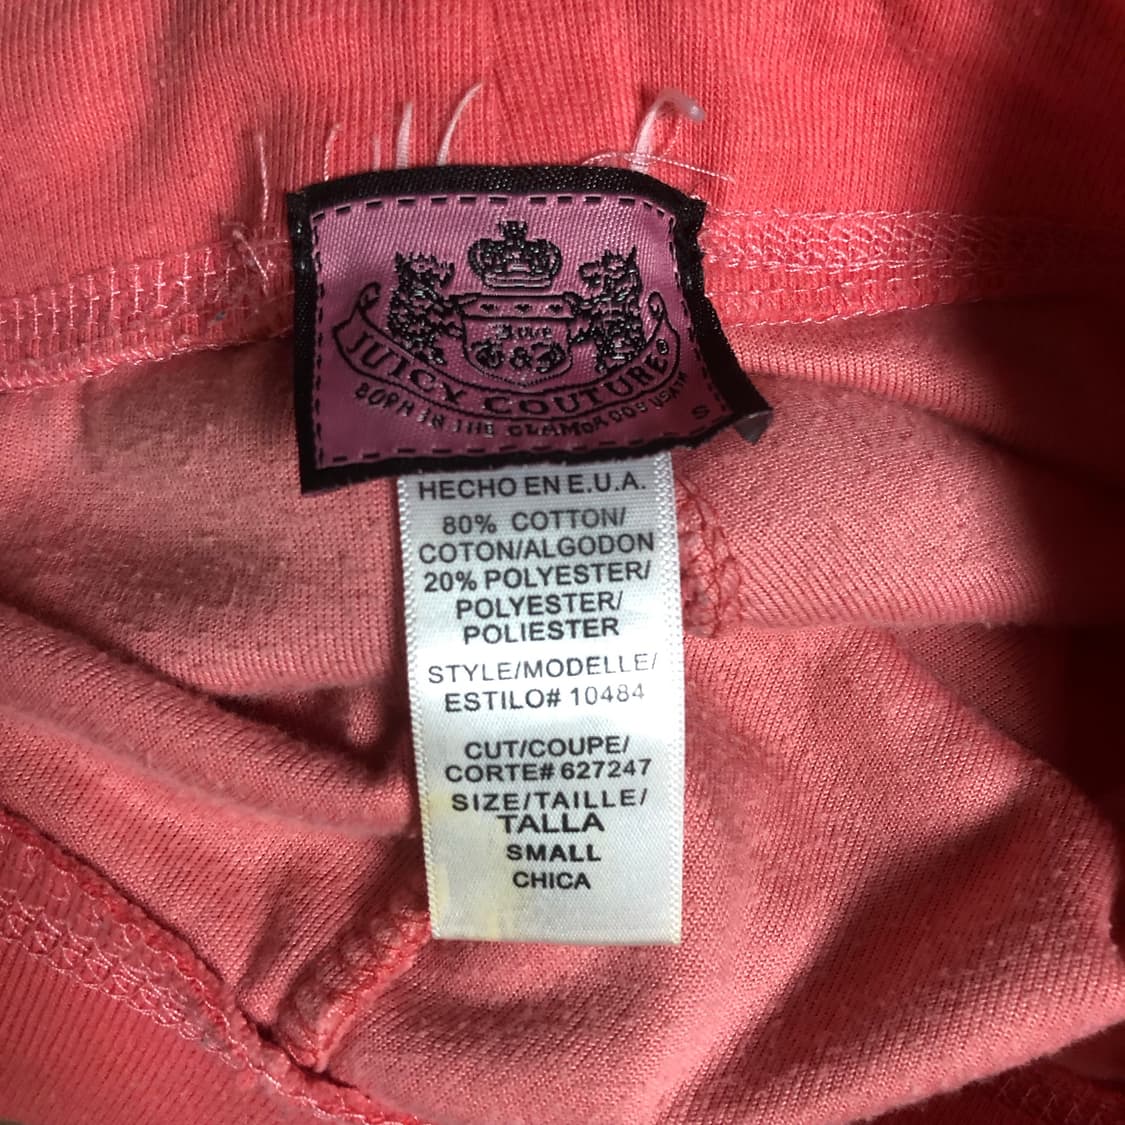 JUICY COUTURE®
BORN IN THE GLAMOROUS USA
S
HECHO EN E.U.A.
80% COTTON/
COTON/ALGODON
20% POLYESTER/
POLYESTER/
POLIESTER
STYLE/MODELLE/
ESTILO# 10484
CUT/COUPE/
CORTE# 627247
SIZE/TAILLE/
TALLA
SMALL
CHICA